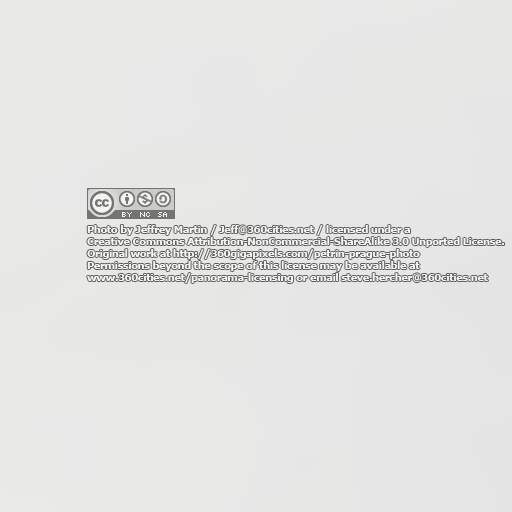 cc
BY NC SA
Photo by Jeffrey Martin / Jeff@360cities.net / licensed under a
Creative Commons Attribution-NonCommercial-ShareAlike 3.0 Unported License.
Original work at http://360gigapixels.com/petrin-prague-photo
Permissions beyond the scope of this license may be available at
www.360cities.net/panorama-licensing or email steve.hercher@360cities.net